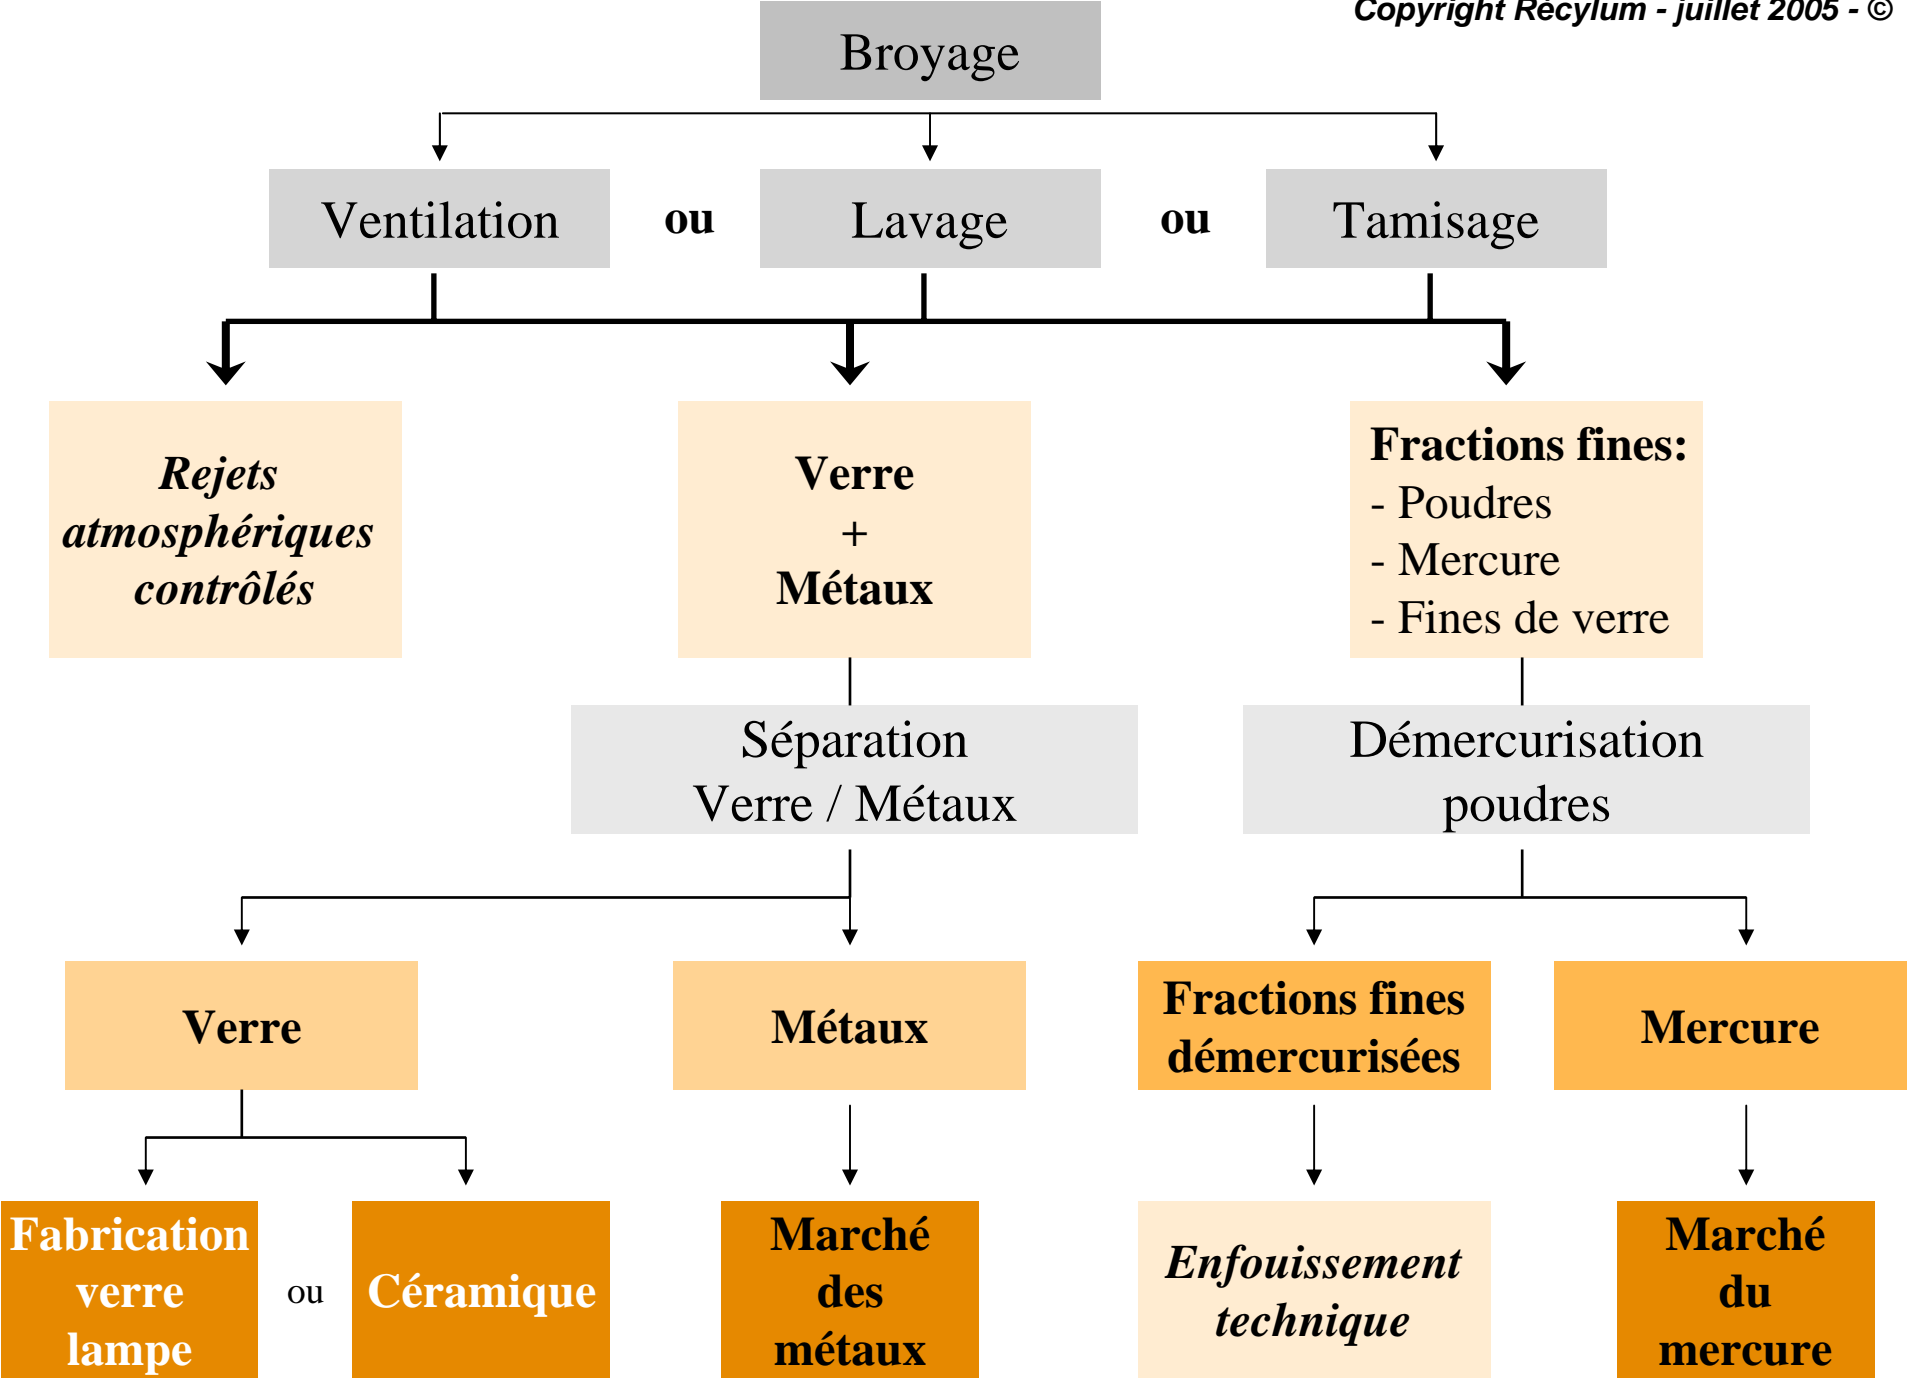 Copyright Récylum - juillet 2005 - ©
Broyage
Ventilation
ou
Lavage
ou
Tamisage
Rejets
atmosphériques
contrôlés
Verre
+
Métaux
Fractions fines:
- Poudres
- Mercure
- Fines de verre
Séparation
Verre / Métaux
Démercurisation
poudres
Verre
Métaux
Fractions fines
démercurisées
Mercure
Fabrication
verre
lampe
ou
Céramique
Marché
des
métaux
Enfouissement
technique
Marché
du
mercure